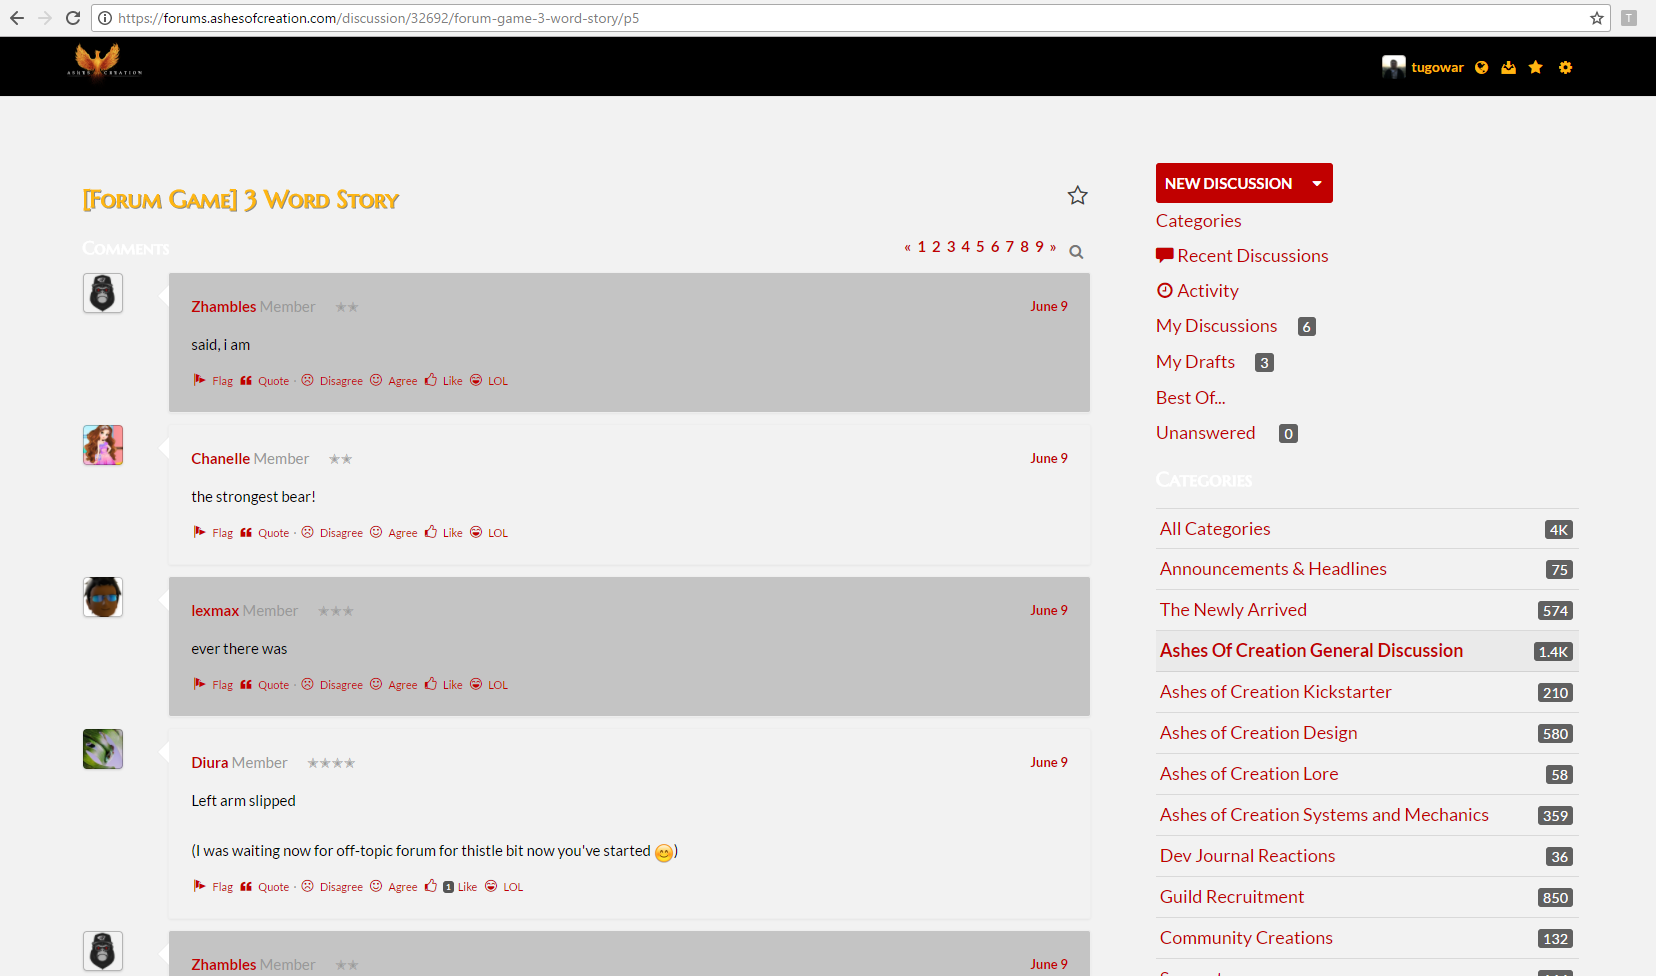 https://forums.ashesofcreation.com/discussion/32692/forum-game-3-word-story/p5
T
ASHES CREATION
tugowar
[Forum Game] 3 Word Story
Comments
« 1 2 3 4 5 6 7 8 9 »
Zhambles Member ★★ June 9
said, i am
Flag Quote · Disagree Agree Like LOL
Chanelle Member ★★ June 9
the strongest bear!
Flag Quote · Disagree Agree Like LOL
lexmax Member ★★★ June 9
ever there was
Flag Quote · Disagree Agree Like LOL
Diura Member ★★★★ June 9
Left arm slipped
(I was waiting now for off-topic forum for thistle bit now you've started 😊)
Flag Quote · Disagree Agree 1 Like LOL
Zhambles Member ★★ June 9
NEW DISCUSSION
Categories
Recent Discussions
Activity
My Discussions 6
My Drafts 3
Best Of...
Unanswered 0
Categories
All Categories 4K
Announcements & Headlines 75
The Newly Arrived 574
Ashes Of Creation General Discussion 1.4K
Ashes of Creation Kickstarter 210
Ashes of Creation Design 580
Ashes of Creation Lore 58
Ashes of Creation Systems and Mechanics 359
Dev Journal Reactions 36
Guild Recruitment 850
Community Creations 132